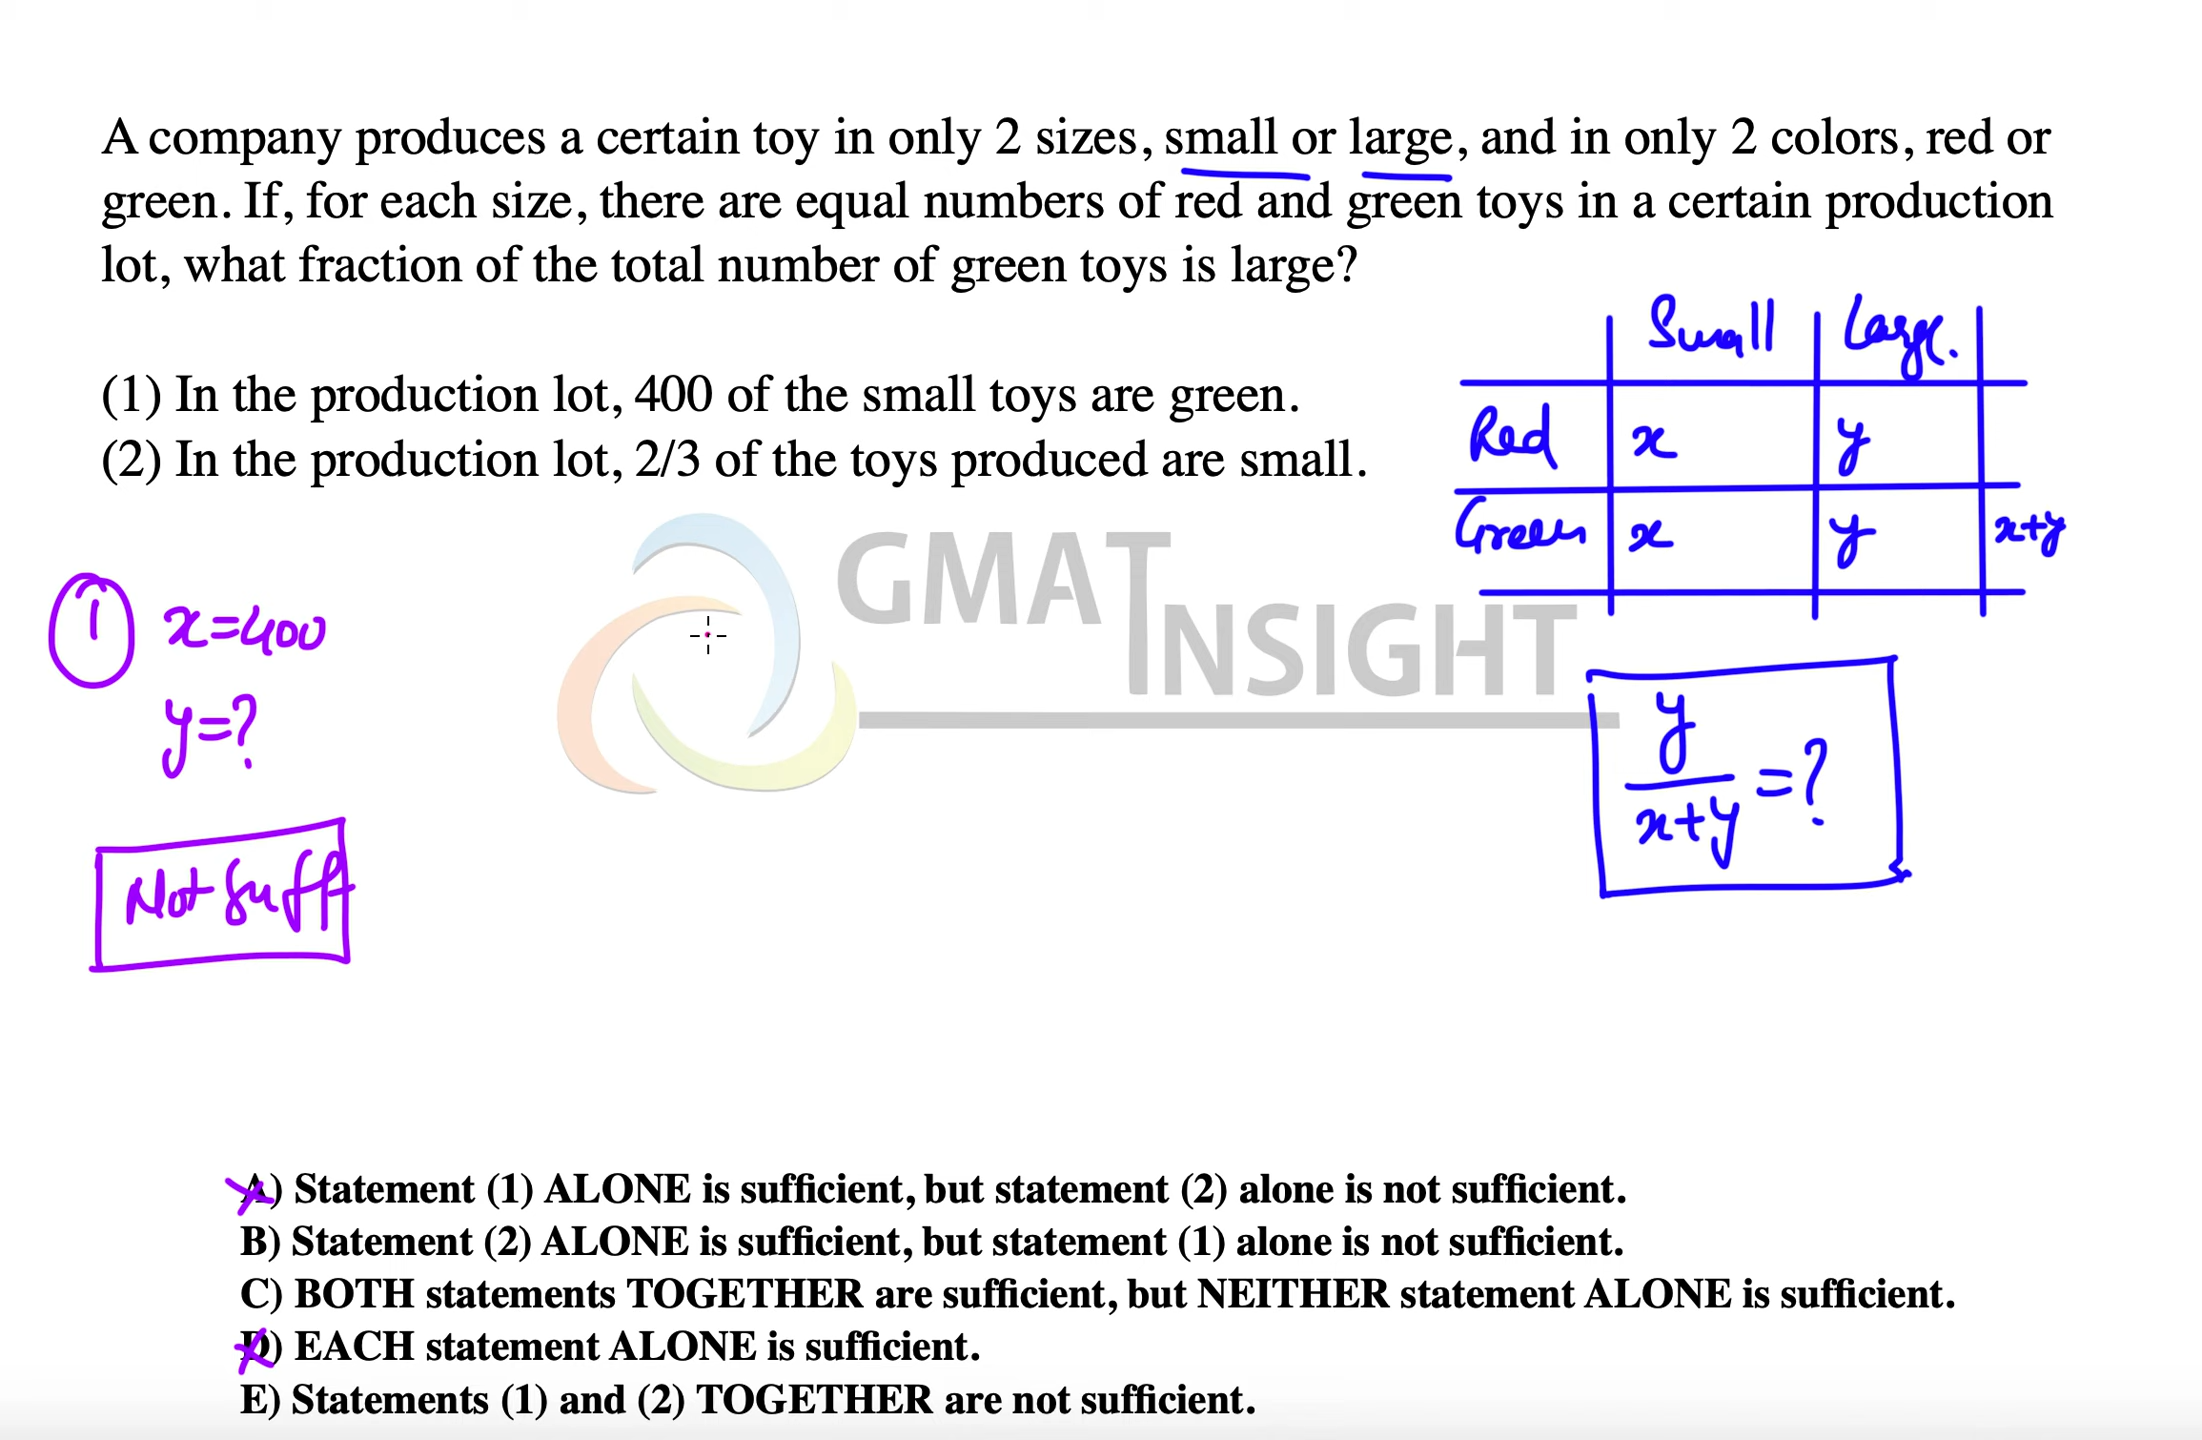 A company produces a certain toy in only 2 sizes, small or large, and in only 2 colors, red or
green. If, for each size, there are equal numbers of red and green toys in a certain production
lot, what fraction of the total number of green toys is large?
(1) In the production lot, 400 of the small toys are green.
(2) In the production lot, 2/3 of the toys produced are small.
Small Large.
Red x y
Green x y x+y
GMAT
INSIGHT
1 x=400
y=?
Not Suff
y
x+y =?
A) Statement (1) ALONE is sufficient, but statement (2) alone is not sufficient.
B) Statement (2) ALONE is sufficient, but statement (1) alone is not sufficient.
C) BOTH statements TOGETHER are sufficient, but NEITHER statement ALONE is sufficient.
D) EACH statement ALONE is sufficient.
E) Statements (1) and (2) TOGETHER are not sufficient.